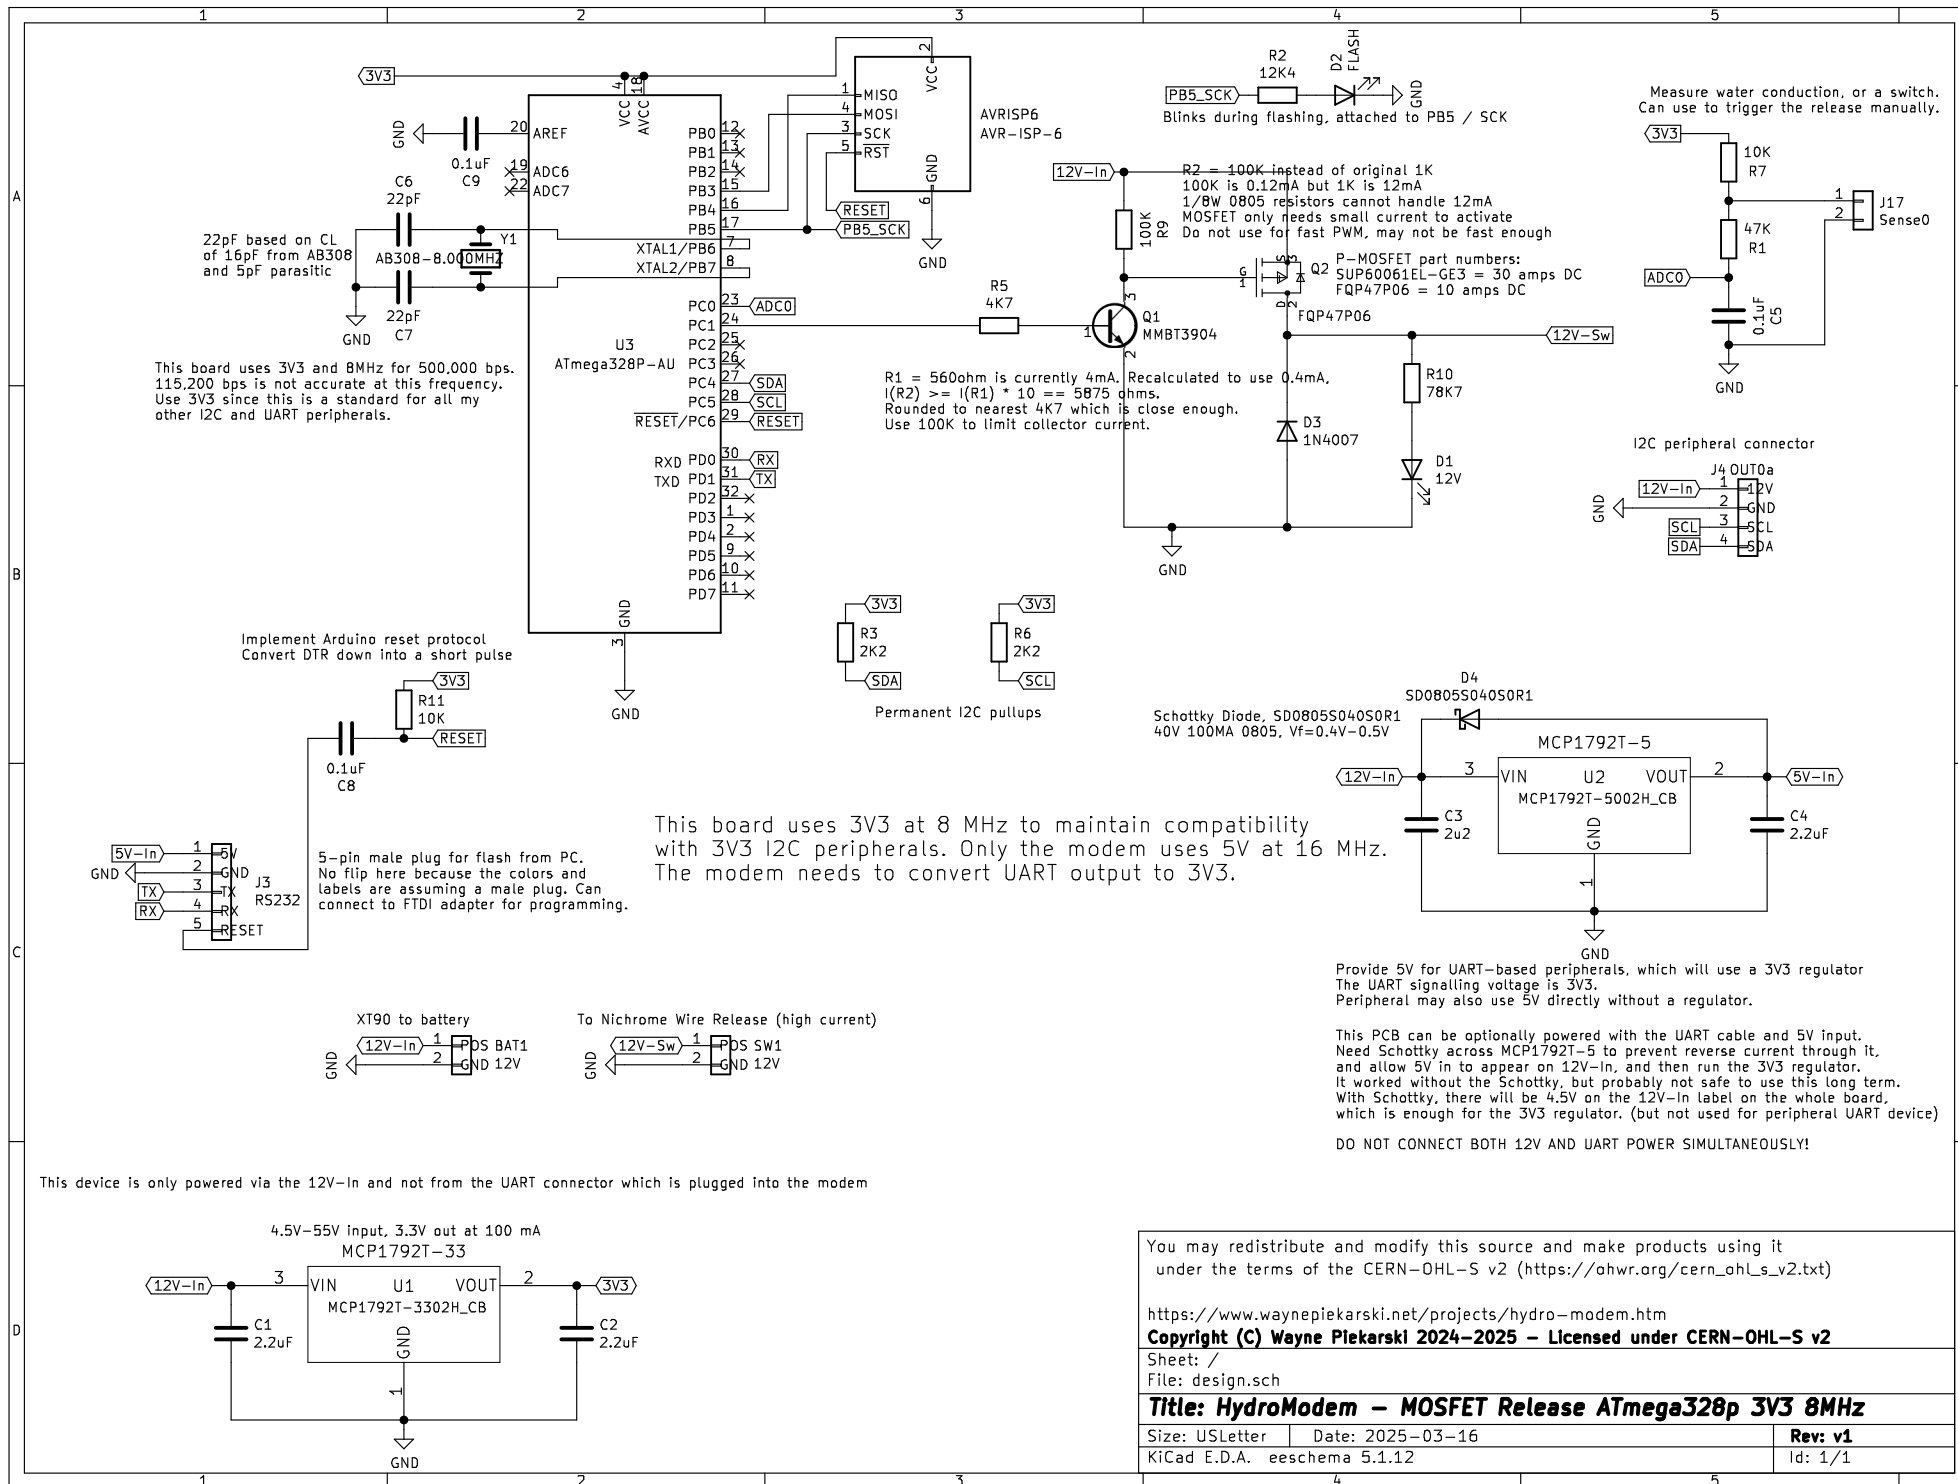 1 2 3 4 5
A
B
C
D
3V3
GND
0.1uF
C9
20 AREF
19 ADC6
22 ADC7
4 VCC
18 AVCC
C6
22pF
22pF based on CL
of 16pF from AB308
and 5pF parasitic
Y1
AB308-8.000MHZ
22pF
C7
GND
This board uses 3V3 and 8MHz for 500,000 bps.
115,200 bps is not accurate at this frequency.
Use 3V3 since this is a standard for all my
other I2C and UART peripherals.
U3
ATmega328P-AU
PB0 12
PB1 13
PB2 14
PB3 15
PB4 16
PB5 17
XTAL1/PB6 7
XTAL2/PB7 8
PC0 23 ADC0
PC1 24
PC2 25
PC3 26
PC4 27 SDA
PC5 28 SCL
RESET/PC6 29 RESET
RXD PD0 30 RX
TXD PD1 31 TX
PD2 32
PD3 1
PD4 2
PD5 9
PD6 10
PD7 11
GND
3
GND
2 VCC
1 MISO
4 MOSI
3 SCK
5 RST
GND
6
AVRISP6
AVR-ISP-6
RESET
PB5_SCK
GND
R2
12K4
D2
FLASH
PB5_SCK
GND
Blinks during flashing, attached to PB5 / SCK
12V-In
R2 = 100K instead of original 1K
100K is 0.12mA but 1K is 12mA
1/8W 0805 resistors cannot handle 12mA
MOSFET only needs small current to activate
Do not use for fast PWM, may not be fast enough
100K
R9
P-MOSFET part numbers:
SUP60061EL-GE3 = 30 amps DC
FQP47P06 = 10 amps DC
G
1
S
3
D
2
Q2
FQP47P06
R5
4K7
1
3
2
Q1
MMBT3904
12V-Sw
R1 = 560ohm is currently 4mA. Recalculated to use 0.4mA,
I(R2) >= I(R1) * 10 == 5875 ohms.
Rounded to nearest 4K7 which is close enough.
Use 100K to limit collector current.
R10
78K7
D3
1N4007
D1
12V
GND
Measure water conduction, or a switch.
Can use to trigger the release manually.
3V3
10K
R7
47K
R1
ADC0
0.1uF
C5
GND
1
2
J17
Sense0
I2C peripheral connector
J4 OUT0a
12V-In 1 12V
GND 2 GND
SCL 3 SCL
SDA 4 SDA
Implement Arduino reset protocol
Convert DTR down into a short pulse
3V3
R11
10K
RESET
0.1uF
C8
3V3
R3
2K2
SDA
3V3
R6
2K2
SCL
Permanent I2C pullups
D4
SD0805S040S0R1
Schottky Diode, SD0805S040S0R1
40V 100MA 0805, Vf=0.4V-0.5V
MCP1792T-5
12V-In 3 VIN U2 VOUT 2 5V-In
MCP1792T-5002H_CB
C3
2u2
GND
1
C4
2.2uF
GND
This board uses 3V3 at 8 MHz to maintain compatibility
with 3V3 I2C peripherals. Only the modem uses 5V at 16 MHz.
The modem needs to convert UART output to 3V3.
5V-In 1 5V
GND 2 GND
TX 3 TX
RX 4 RX
5 RESET
J3
RS232
5-pin male plug for flash from PC.
No flip here because the colors and
labels are assuming a male plug. Can
connect to FTDI adapter for programming.
XT90 to battery
12V-In 1 POS BAT1
GND 2 GND 12V
To Nichrome Wire Release (high current)
12V-Sw 1 POS SW1
GND 2 GND 12V
Provide 5V for UART-based peripherals, which will use a 3V3 regulator
The UART signalling voltage is 3V3.
Peripheral may also use 5V directly without a regulator.
This PCB can be optionally powered with the UART cable and 5V input.
Need Schottky across MCP1792T-5 to prevent reverse current through it,
and allow 5V in to appear on 12V-In, and then run the 3V3 regulator.
It worked without the Schottky, but probably not safe to use this long term.
With Schottky, there will be 4.5V on the 12V-In label on the whole board,
which is enough for the 3V3 regulator. (but not used for peripheral UART device)
DO NOT CONNECT BOTH 12V AND UART POWER SIMULTANEOUSLY!
This device is only powered via the 12V-In and not from the UART connector which is plugged into the modem
4.5V-55V input, 3.3V out at 100 mA
MCP1792T-33
12V-In 3 VIN U1 VOUT 2 3V3
MCP1792T-3302H_CB
C1
2.2uF
GND
1
C2
2.2uF
GND
You may redistribute and modify this source and make products using it
under the terms of the CERN-OHL-S v2 (https://ohwr.org/cern_ohl_s_v2.txt)
https://www.waynepiekarski.net/projects/hydro-modem.htm
Copyright (C) Wayne Piekarski 2024-2025 - Licensed under CERN-OHL-S v2
Sheet: /
File: design.sch
Title: HydroModem - MOSFET Release ATmega328p 3V3 8MHz
Size: USLetter Date: 2025-03-16 Rev: v1
KiCad E.D.A. eeschema 5.1.12 Id: 1/1
1 2 3 4 5